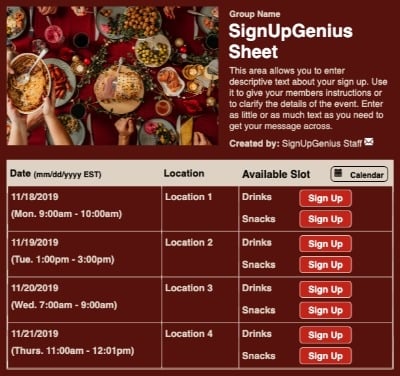 Group Name
SignUpGenius
Sheet
This area allows you to enter
descriptive text about your sign up. Use
it to give your members instructions or
to clarify the details of the event. Enter
as little or as much text as you need to
get your message across.
Created by: SignUpGenius Staff
Date (mm/dd/yyyy EST) Location Available Slot Calendar
11/18/2019 Location 1 Drinks Sign Up
(Mon. 9:00am - 10:00am) Snacks Sign Up
11/19/2019 Location 2 Drinks Sign Up
(Tue. 1:00pm - 3:00pm) Snacks Sign Up
11/20/2019 Location 3 Drinks Sign Up
(Wed. 7:00am - 9:00am) Snacks Sign Up
11/21/2019 Location 4 Drinks Sign Up
(Thurs. 11:00am - 12:01pm) Snacks Sign Up